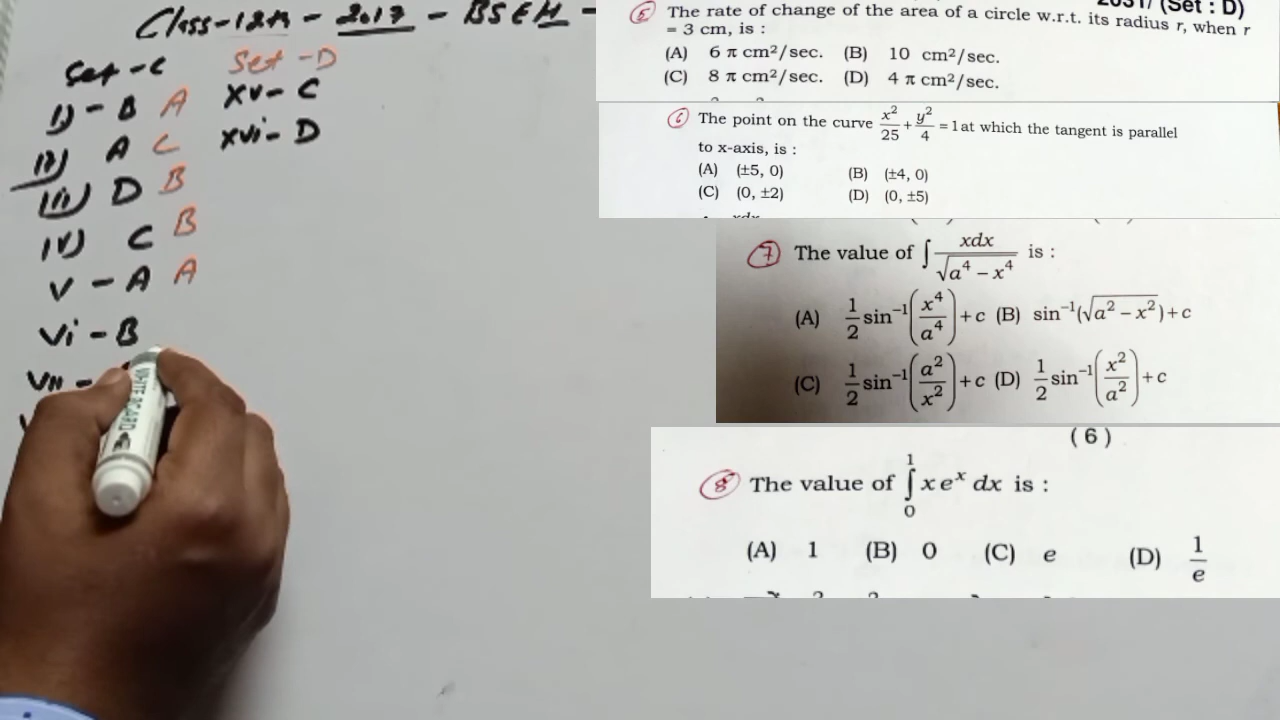 Class-12th - 2017 - BSEH -
Set-C Set-D
i) - B A xv- C
ii) A C xvi- D
iii) D B
iv) C B
v - A A
vi - B
vii -
WHITE BOARD
2031/ (Set : D)
5 The rate of change of the area of a circle w.r.t. its radius r, when r
= 3 cm, is :
(A) 6 π cm²/sec. (B) 10 cm²/sec.
(C) 8 π cm²/sec. (D) 4 π cm²/sec.
6 The point on the curve x²/25 + y²/4 = 1 at which the tangent is parallel
to x-axis, is :
(A) (±5, 0) (B) (±4, 0)
(C) (0, ±2) (D) (0, ±5)
7 The value of ∫ xdx/√(a⁴ – x⁴) is :
(A) 1/2 sin⁻¹(x⁴/a⁴) + c (B) sin⁻¹(√(a² – x²)) + c
(C) 1/2 sin⁻¹(a²/x²) + c (D) 1/2 sin⁻¹(x²/a²) + c
( 6 )
8 The value of ∫₀¹ x eˣ dx is :
(A) 1 (B) 0 (C) e (D) 1/e